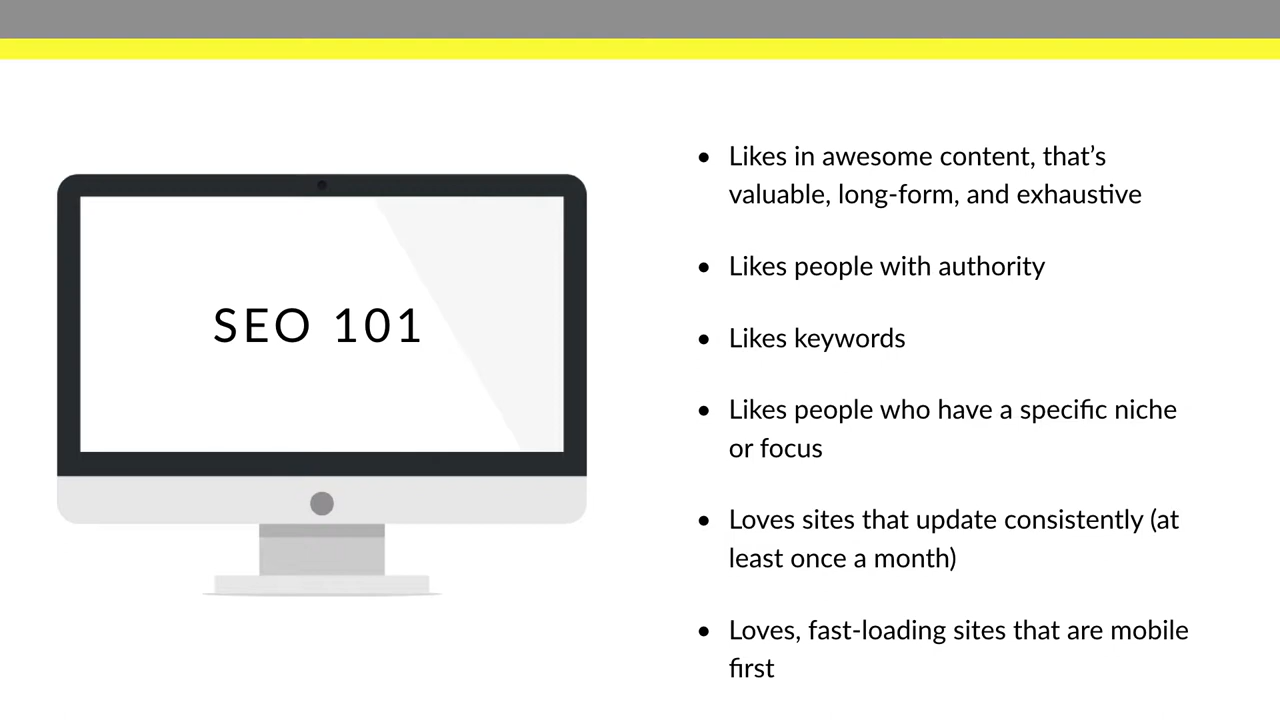 SEO 101
• Likes in awesome content, that’s
valuable, long-form, and exhaustive
• Likes people with authority
• Likes keywords
• Likes people who have a specific niche
or focus
• Loves sites that update consistently (at
least once a month)
• Loves, fast-loading sites that are mobile
first